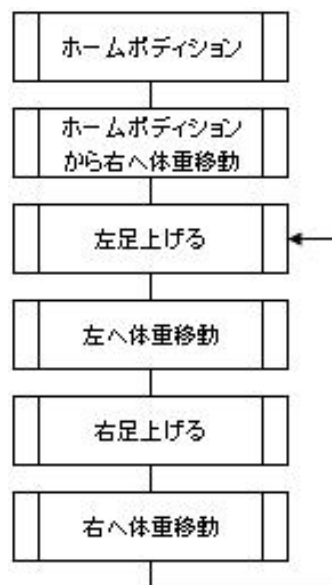 ホームポディション
ホームポディション
から右へ体重移動
左足上げる
左へ体重移動
右足上げる
右へ体重移動